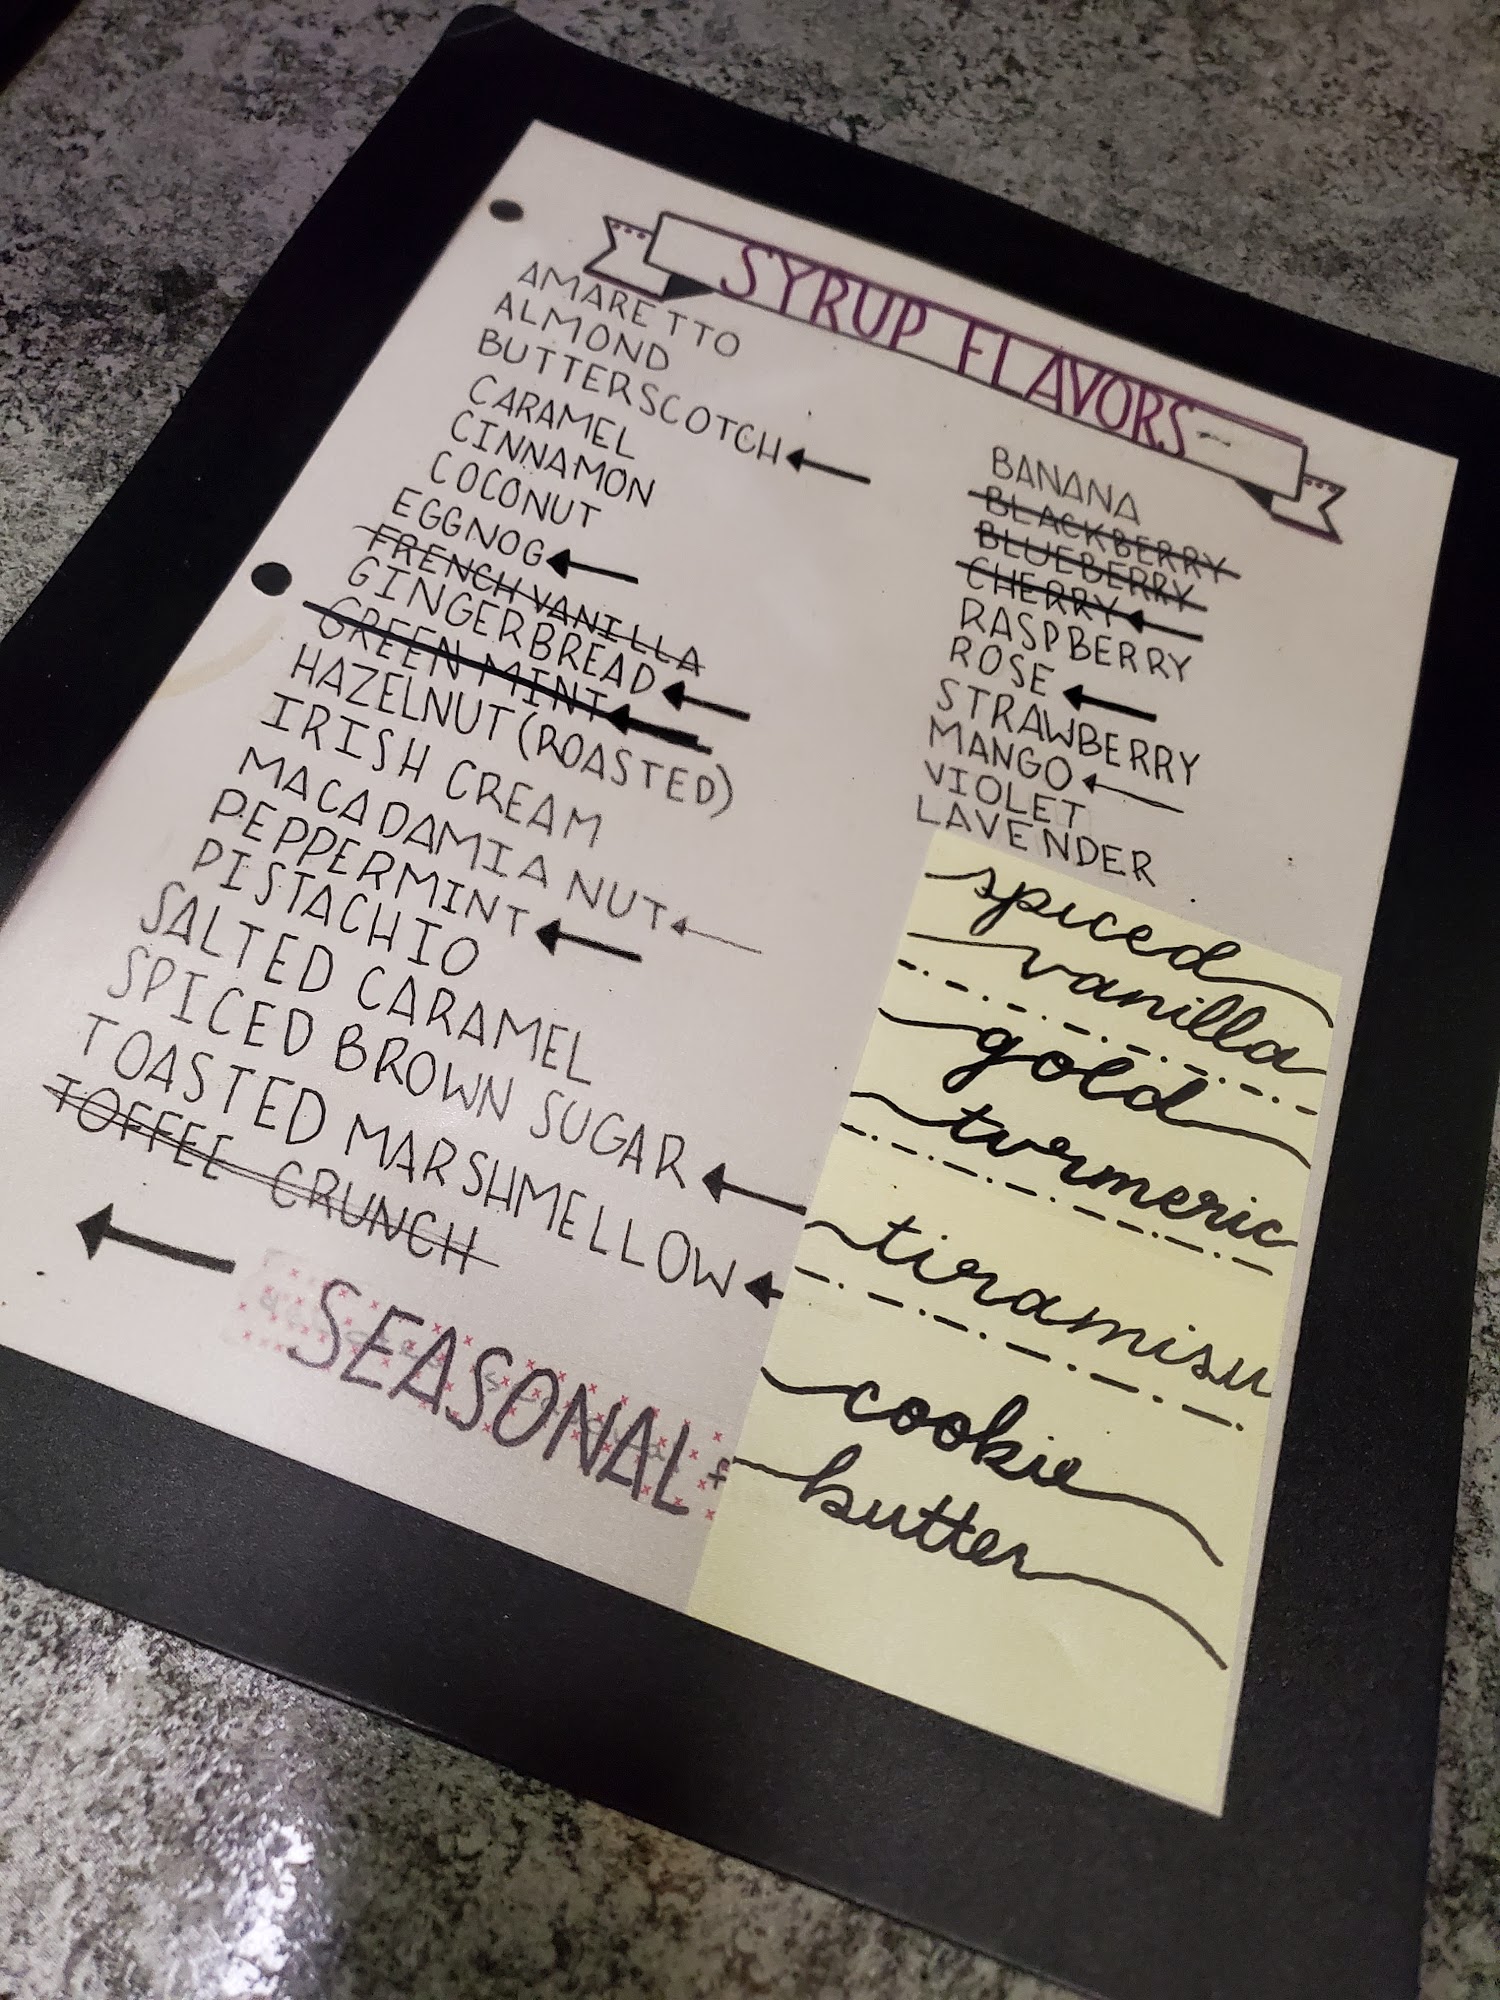 SYRUP FLAVORS
AMARETTO
ALMOND
BUTTERSCOTCH
CARAMEL
CINNAMON
COCONUT
EGGNOG
FRENCH VANILLA
GINGERBREAD
GREEN MINT
HAZELNUT (ROASTED)
IRISH CREAM
MACADAMIA NUT
PEPPERMINT
PISTACHIO
SALTED CARAMEL
SPICED BROWN SUGAR
TOASTED MARSHMELLOW
TOFFEE CRUNCH
SEASONAL
BANANA
BLACKBERRY
BLUEBERRY
CHERRY
RASPBERRY
ROSE
STRAWBERRY
MANGO
VIOLET
LAVENDER
spiced
vanilla
gold
turmeric
tiramisu
cookie
butter